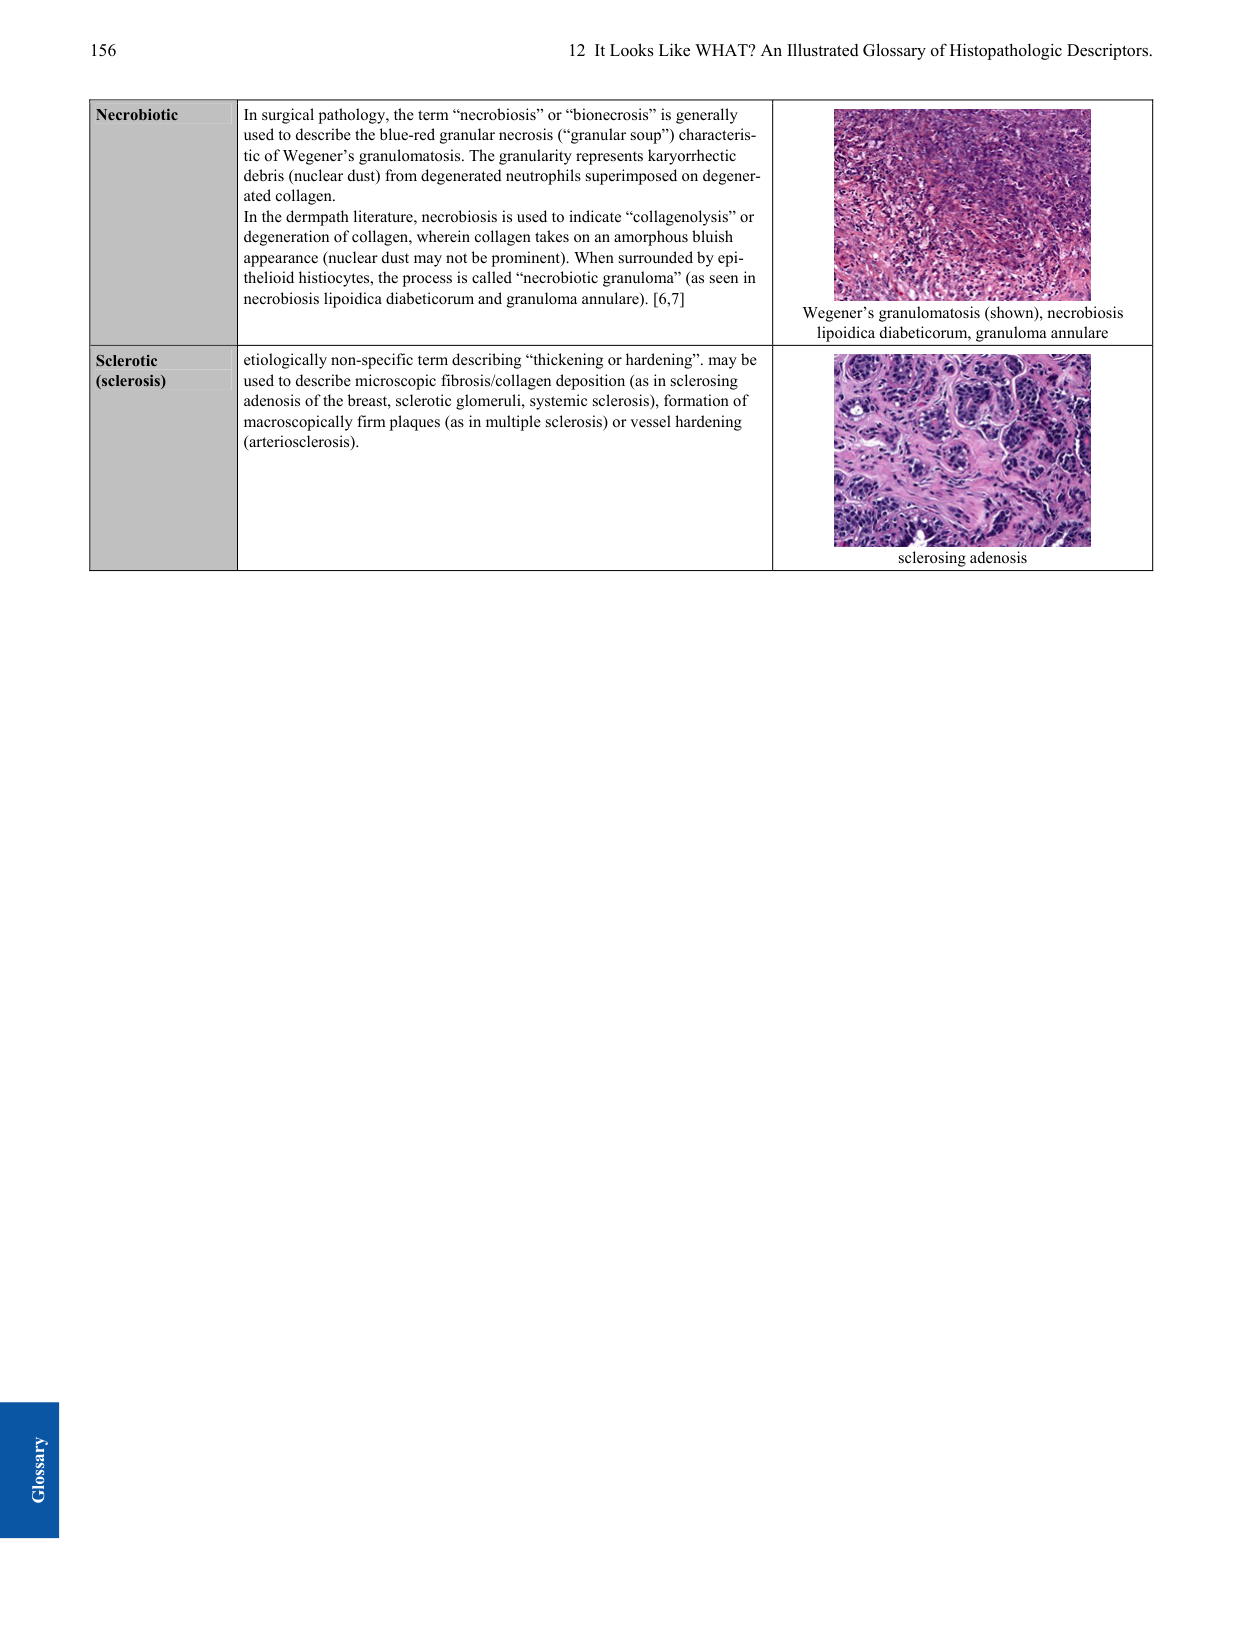 156
12 It Looks Like WHAT? An Illustrated Glossary of Histopathologic Descriptors.
Necrobiotic
In surgical pathology, the term “necrobiosis” or “bionecrosis” is generally
used to describe the blue-red granular necrosis (“granular soup”) characteris-
tic of Wegener’s granulomatosis. The granularity represents karyorrhectic
debris (nuclear dust) from degenerated neutrophils superimposed on degener-
ated collagen.
In the dermpath literature, necrobiosis is used to indicate “collagenolysis” or
degeneration of collagen, wherein collagen takes on an amorphous bluish
appearance (nuclear dust may not be prominent). When surrounded by epi-
thelioid histiocytes, the process is called “necrobiotic granuloma” (as seen in
necrobiosis lipoidica diabeticorum and granuloma annulare). [6,7]
Wegener’s granulomatosis (shown), necrobiosis
lipoidica diabeticorum, granuloma annulare
Sclerotic
(sclerosis)
etiologically non-specific term describing “thickening or hardening”. may be
used to describe microscopic fibrosis/collagen deposition (as in sclerosing
adenosis of the breast, sclerotic glomeruli, systemic sclerosis), formation of
macroscopically firm plaques (as in multiple sclerosis) or vessel hardening
(arteriosclerosis).
sclerosing adenosis
Glossary